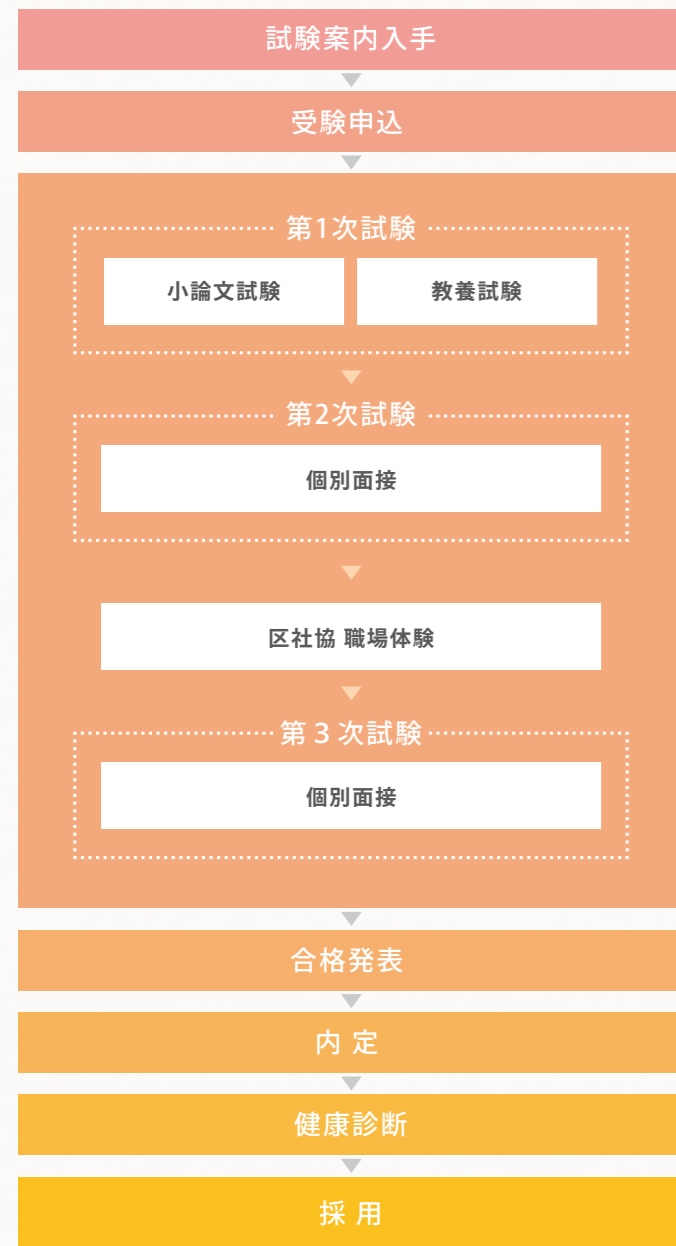 試験案内入手
受験申込
第1次試験
小論文試験
教養試験
第2次試験
個別面接
区社協 職場体験
第３次試験
個別面接
合格発表
内 定
健康診断
採 用